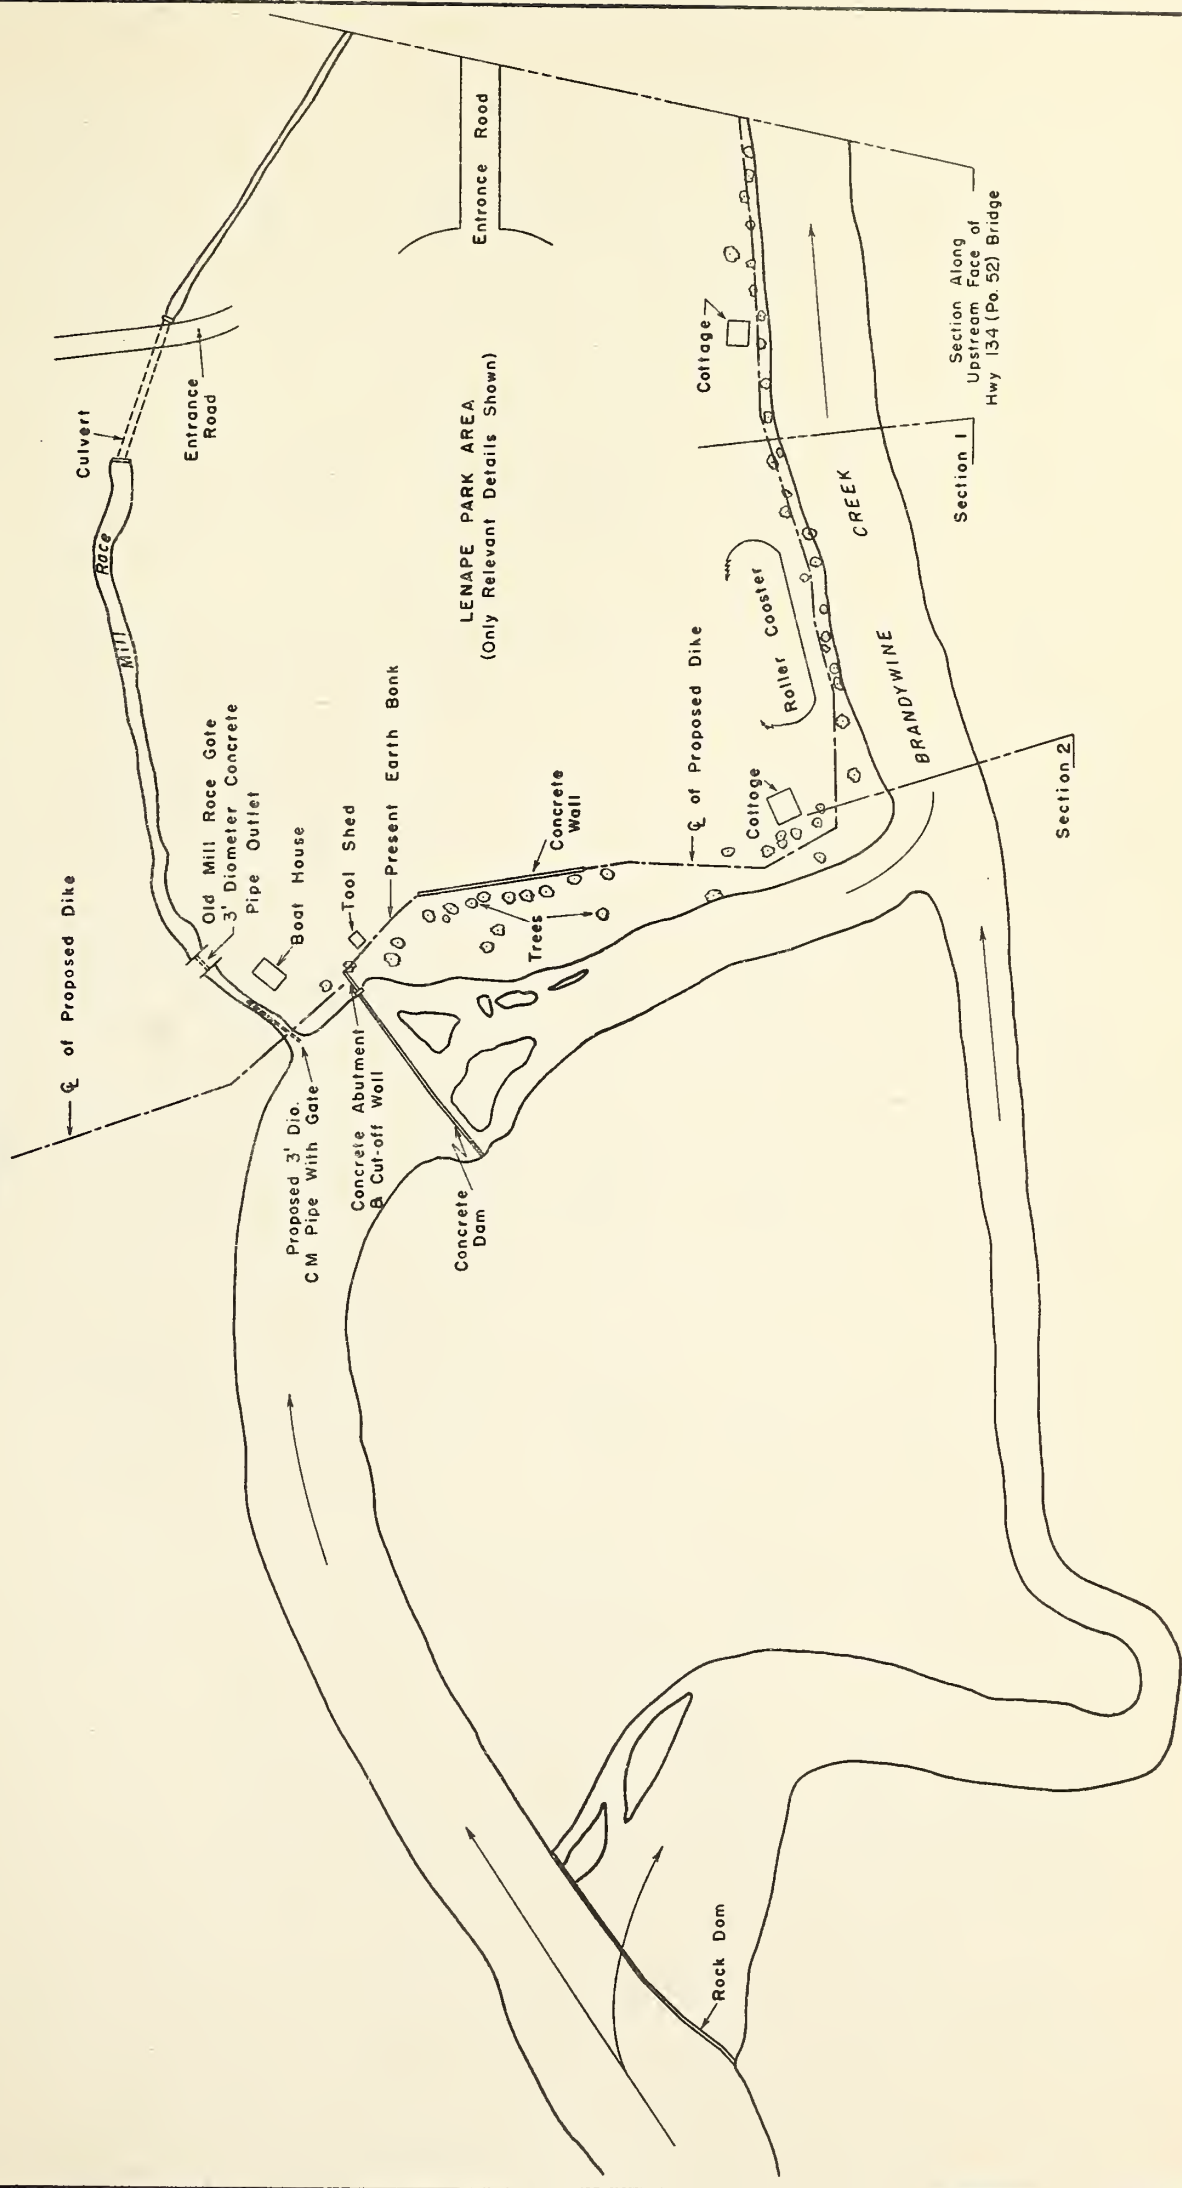 Culvert
Entrance
Road
Entrance Road
Race
Mill
LENAPE PARK AREA
(Only Relevant Details Shown)
Cottage
Section Along
Upstream Face of
Hwy 134 (Pa. 52) Bridge
Section 1
CREEK
BRANDYWINE
Roller Coaster
℄ of Proposed Dike
Cottage
Section 2
Old Mill Race Gate
3' Diameter Concrete
Pipe Outlet
Boat House
Tool Shed
Present Earth Bank
Concrete
Wall
Trees
℄ of Proposed Dike
Proposed 3' Dia.
CM Pipe With Gate
Concrete Abutment
& Cut-off Wall
Concrete
Dam
Rock Dam